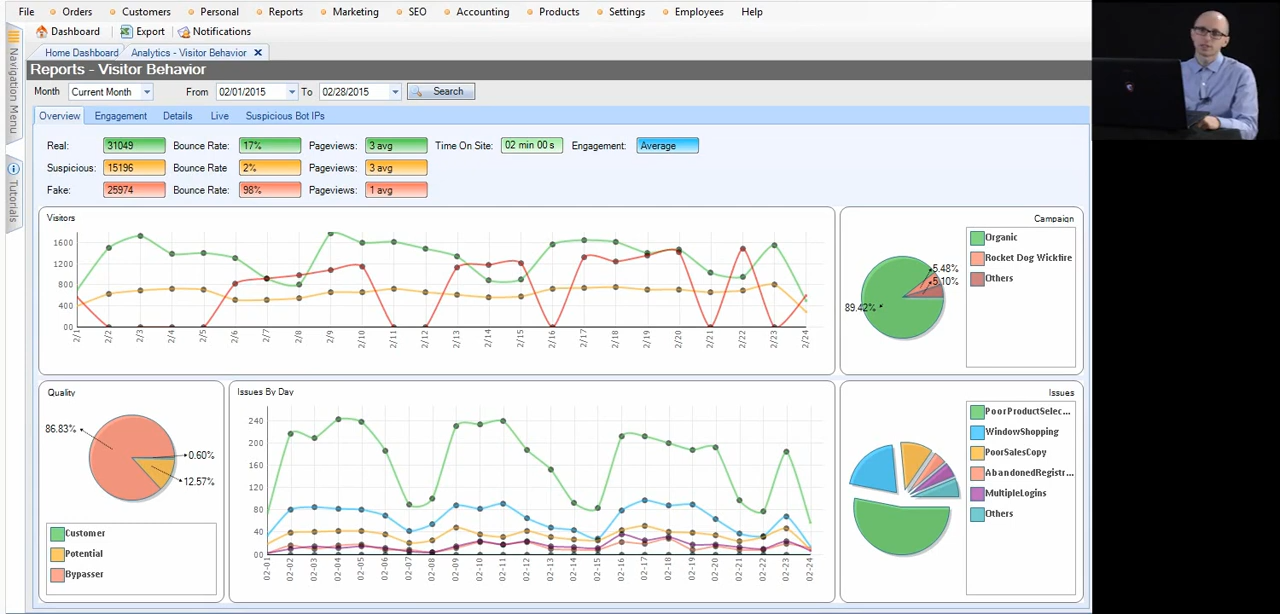 File Orders Customers Personal Reports Marketing SEO Accounting Products Settings Employees Help
Dashboard Export Notifications
Navigation Menu
Tutorials
Home Dashboard Analytics - Visitor Behavior
Reports - Visitor Behavior
Month Current Month From 02/01/2015 To 02/28/2015 Search
Overview Engagement Details Live Suspicious Bot IPs
Real: 31049 Bounce Rate: 17% Pageviews: 3 avg Time On Site: 02 min 00 s Engagement: Average
Suspicious: 15196 Bounce Rate 2% Pageviews: 3 avg
Fake: 25974 Bounce Rate: 98% Pageviews: 1 avg
Visitors
1600
1200
800
400
00
2/1 2/2 2/3 2/4 2/5 2/6 2/7 2/8 2/9 2/10 2/11 2/12 2/13 2/14 2/15 2/16 2/17 2/18 2/19 2/20 2/21 2/22 2/23 2/24
Campaign
5.48%
5.10%
89.42%
Organic
Rocket Dog Wickfire
Others
Quality
86.83%
0.60%
12.57%
Customer
Potential
Bypasser
Issues By Day
240
200
160
120
80
40
00
02-01 02-02 02-03 02-04 02-05 02-06 02-07 02-08 02-09 02-10 02-11 02-12 02-13 02-14 02-15 02-16 02-17 02-18 02-19 02-20 02-21 02-22 02-23 02-24
Issues
PoorProductSelec...
WindowShopping
PoorSalesCopy
AbandonedRegistr...
MultipleLogins
Others